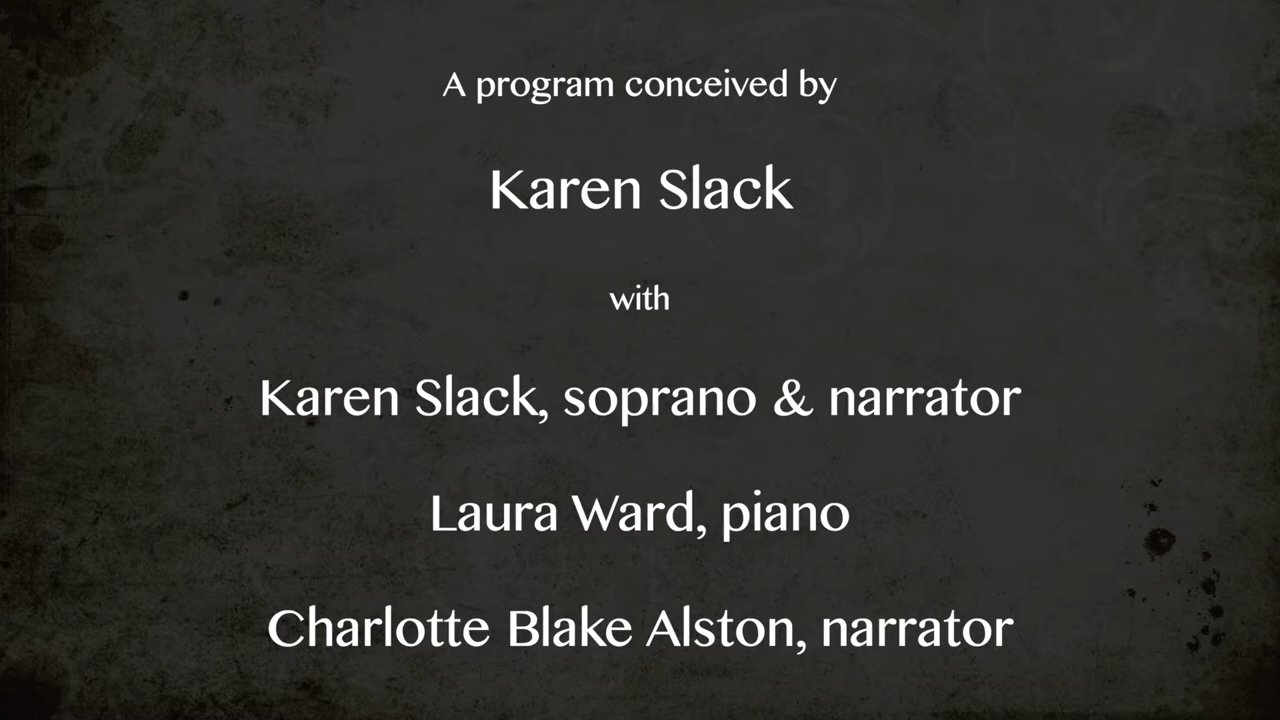 A program conceived by
Karen Slack
with
Karen Slack, soprano & narrator
Laura Ward, piano
Charlotte Blake Alston, narrator